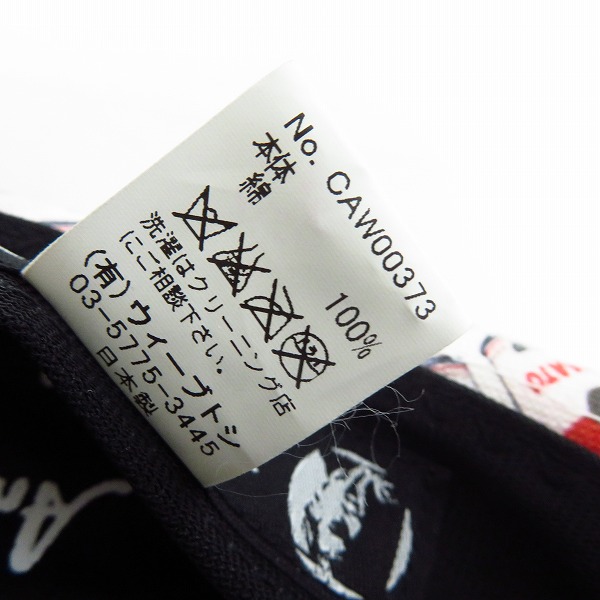 No. CAW00373
本体
綿 100%
洗濯はクリーニング店
にご相談下さい。
(有)ウィーブトシ
03-5775-3445
日本製